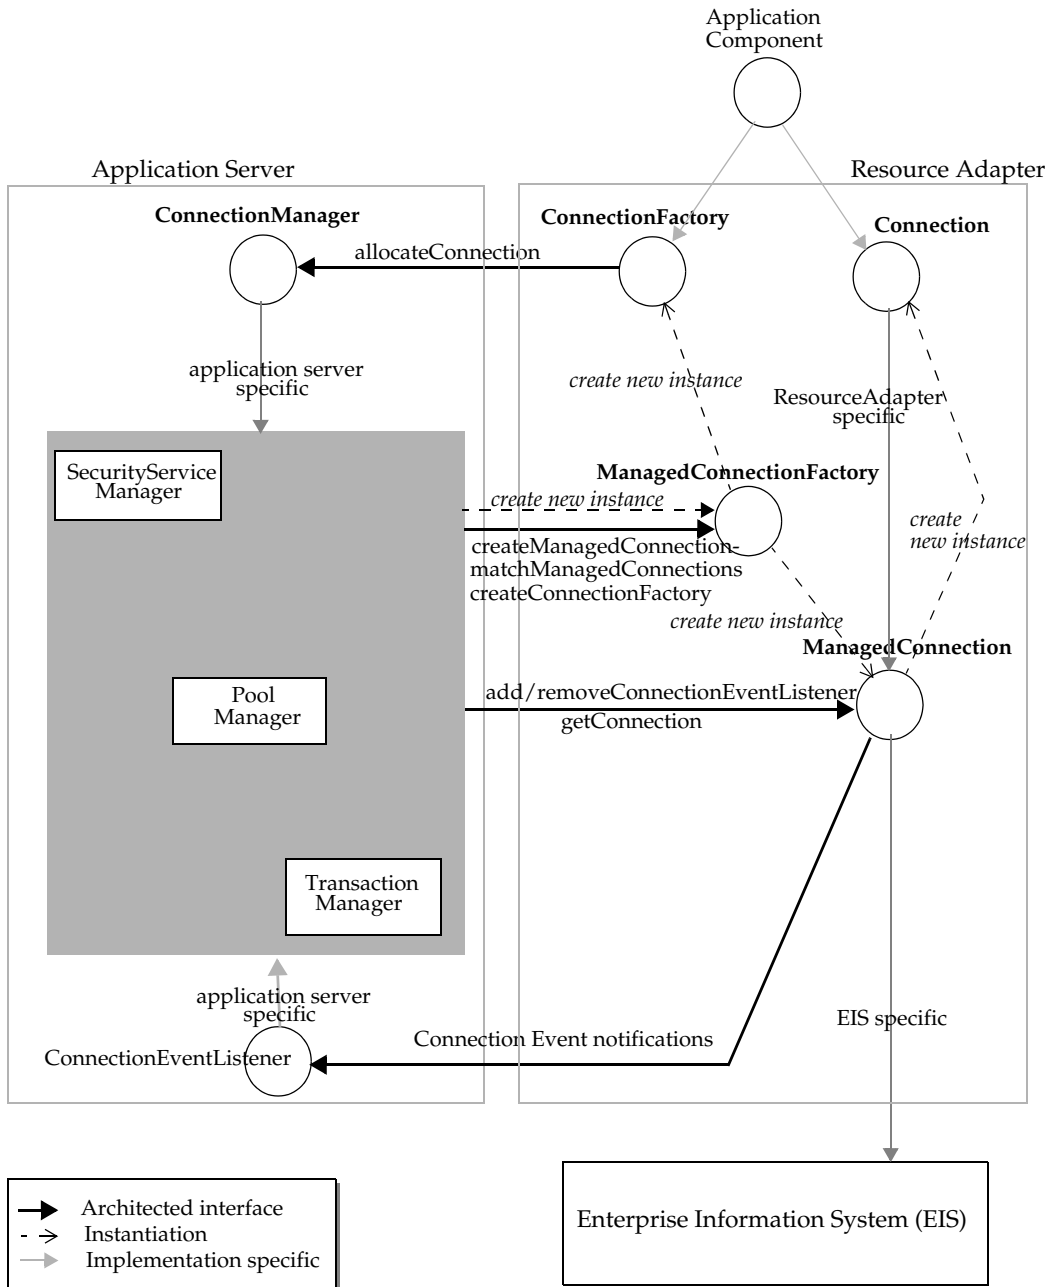 Application
Component
Application Server
Resource Adapter
ConnectionManager
ConnectionFactory
Connection
allocateConnection
application server
specific
create new instance
ResourceAdapter
specific
SecurityService
Manager
ManagedConnectionFactory
create new instance
create
new instance
createManagedConnection-
matchManagedConnections
createConnectionFactory
create new instance
ManagedConnection
Pool
Manager
add/removeConnectionEventListener
getConnection
Transaction
Manager
application server
specific
EIS specific
Connection Event notifications
ConnectionEventListener
Architected interface
Instantiation
Implementation specific
Enterprise Information System (EIS)